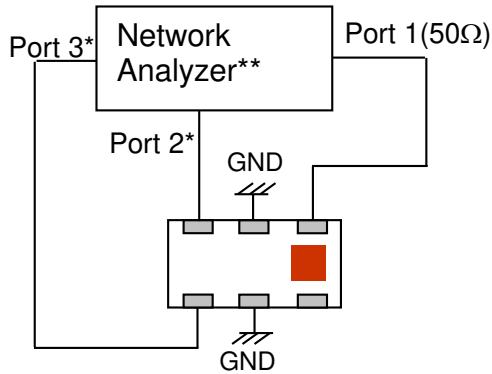 Port 3*
Network
Analyzer**
Port 1(50Ω)
Port 2*
GND
GND